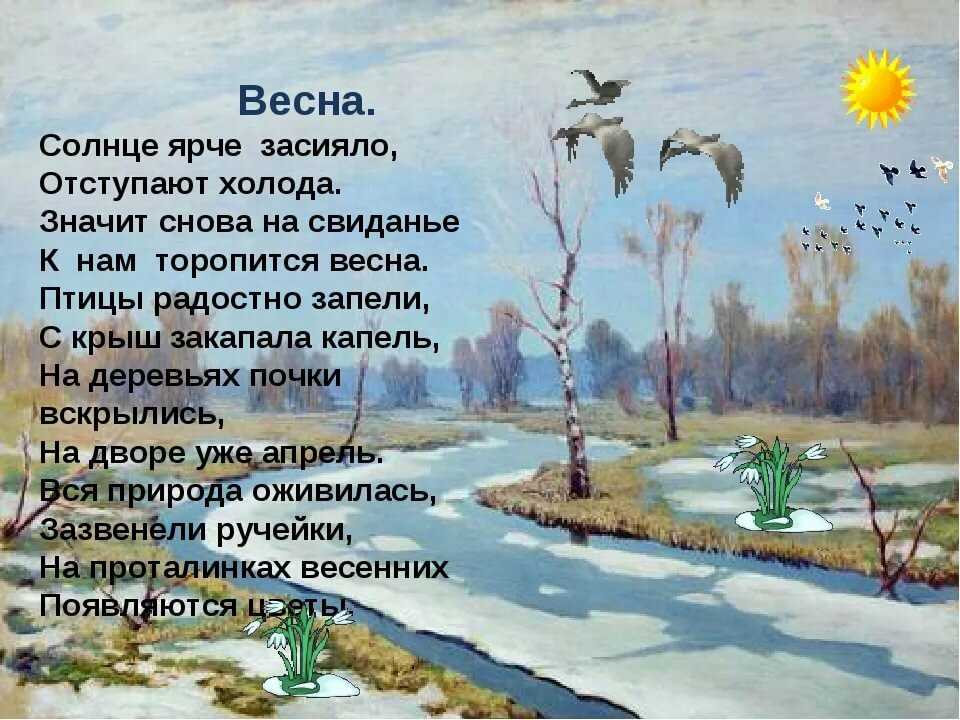 Весна.
Солнце ярче засияло,
Отступают холода.
Значит снова на свиданье
К нам торопится весна.
Птицы радостно запели,
С крыш закапала капель,
На деревьях почки
вскрылись,
На дворе уже апрель.
Вся природа оживилась,
Зазвенели ручейки,
На проталинках весенних
Появляются цветы.